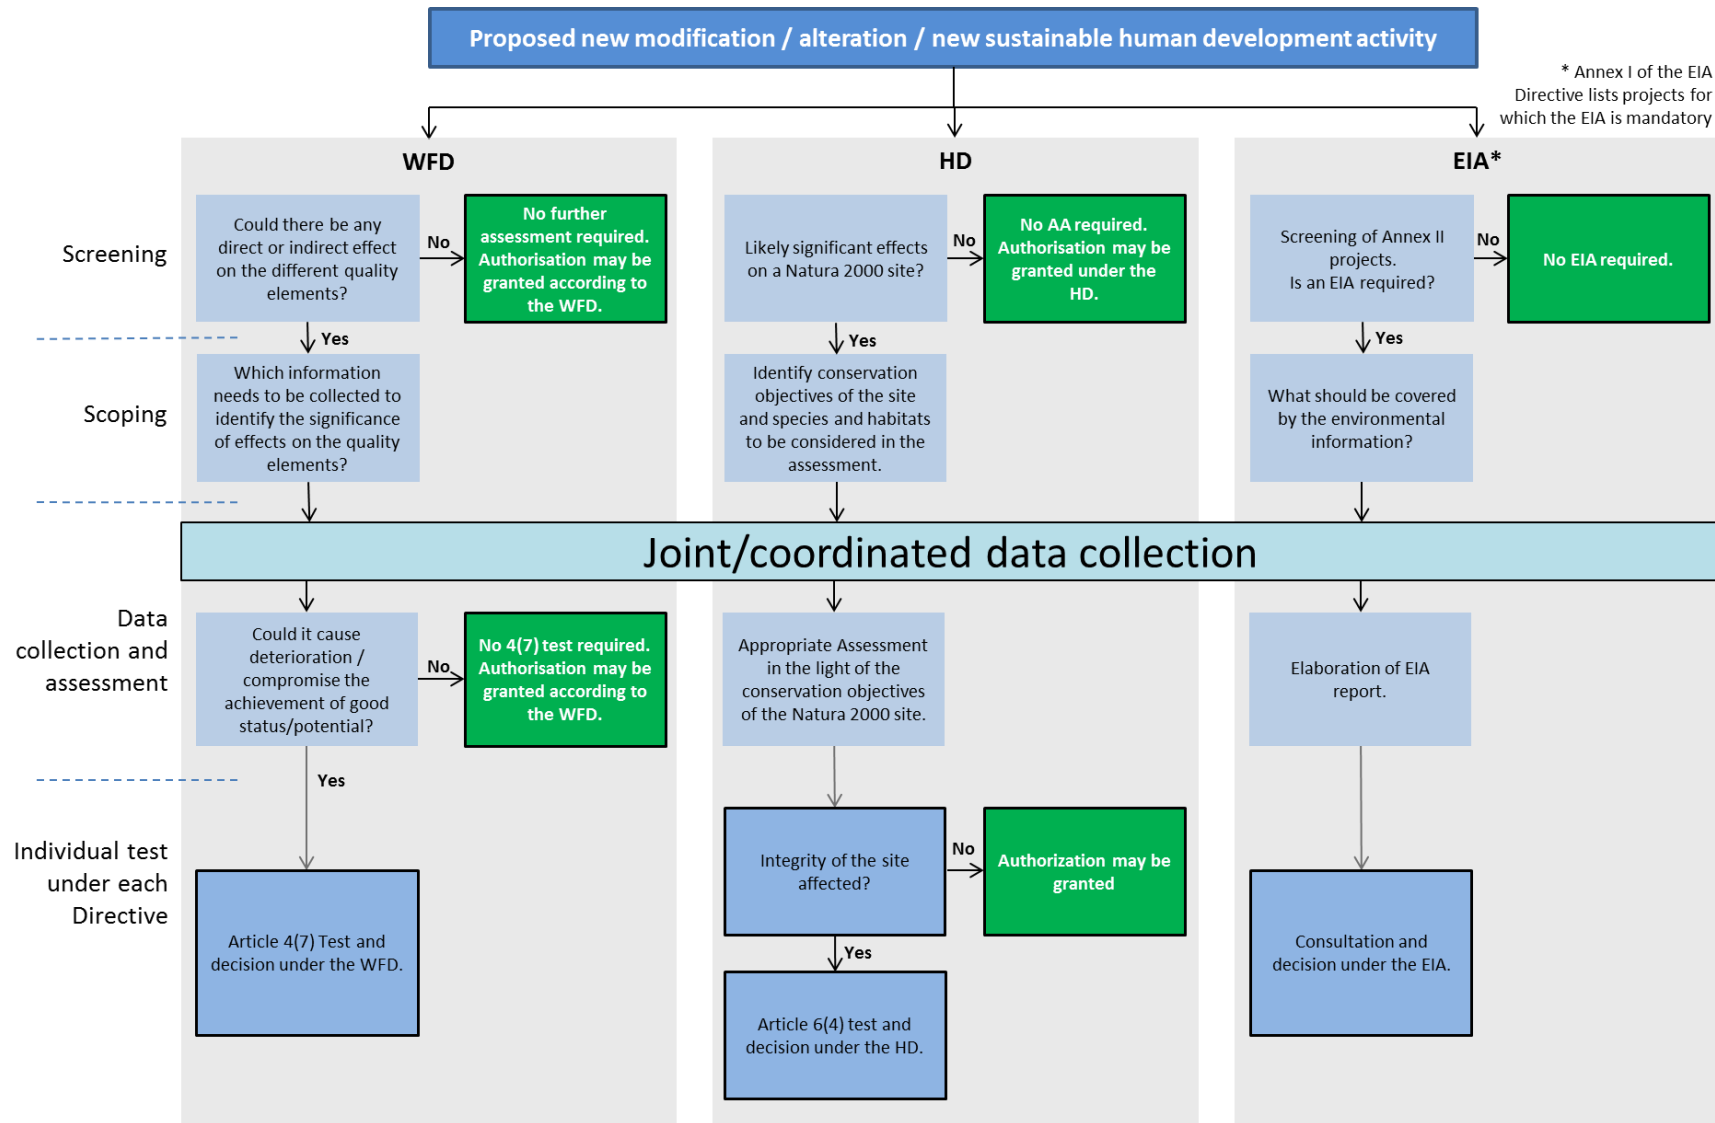 Proposed new modification / alteration / new sustainable human development activity
* Annex I of the EIA
Directive lists projects for
which the EIA is mandatory
WFD
HD
EIA*
Screening
Could there be any
direct or indirect effect
on the different quality
elements?
No
No further
assessment required.
Authorisation may be
granted according to
the WFD.
Likely significant effects
on a Natura 2000 site?
No
No AA required.
Authorisation may be
granted under the
HD.
Screening of Annex II
projects.
Is an EIA required?
No
No EIA required.
Yes
Yes
Yes
Scoping
Which information
needs to be collected to
identify the significance
of effects on the quality
elements?
Identify conservation
objectives of the site
and species and habitats
to be considered in the
assessment.
What should be covered
by the environmental
information?
Joint/coordinated data collection
Data
collection and
assessment
Could it cause
deterioration /
compromise the
achievement of good
status/potential?
No
No 4(7) test required.
Authorisation may be
granted according to
the WFD.
Appropriate Assessment
in the light of the
conservation objectives
of the Natura 2000 site.
Elaboration of EIA
report.
Yes
Individual test
under each
Directive
Article 4(7) Test and
decision under the WFD.
Integrity of the site
affected?
No
Authorization may be
granted
Yes
Article 6(4) test and
decision under the HD.
Consultation and
decision under the EIA.